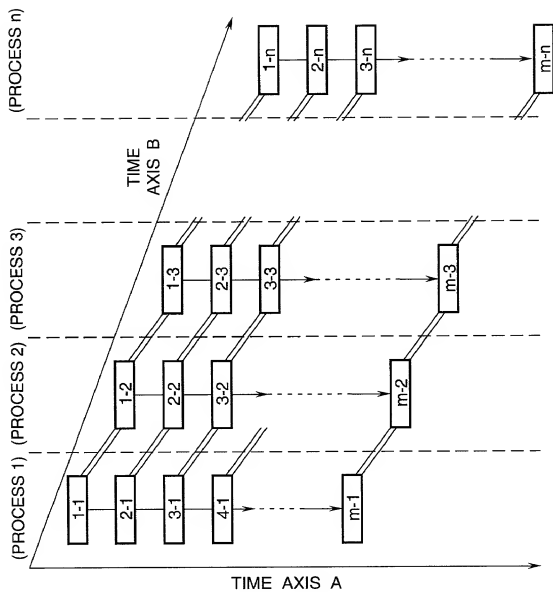 (PROCESS n)
1-n
2-n
3-n
m-n
TIME
AXIS B
(PROCESS 3)
1-3
2-3
3-3
m-3
(PROCESS 2)
1-2
2-2
3-2
m-2
(PROCESS 1)
1-1
2-1
3-1
4-1
m-1
TIME AXIS A